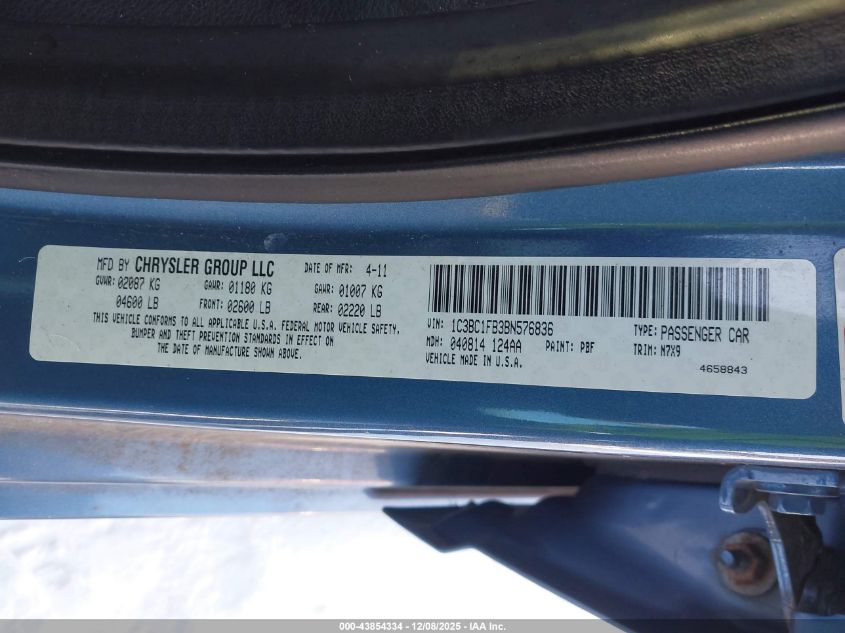 MFD BY CHRYSLER GROUP LLC DATE OF MFR: 4-11
GVWR: 02087 KG GAWR: 01180 KG GAWR: 01007 KG
04600 LB FRONT: 02600 LB REAR: 02220 LB
THIS VEHICLE CONFORMS TO ALL APPLICABLE U.S.A. FEDERAL MOTOR VEHICLE SAFETY,
BUMPER AND THEFT PREVENTION STANDARDS IN EFFECT ON
THE DATE OF MANUFACTURE SHOWN ABOVE.
VIN: 1C3BC1FB3BN576836 TYPE: PASSENGER CAR
MDH: 040814 124AA PAINT: PBF TRIM: N7X9
VEHICLE MADE IN U.S.A.
4658843
000-43854334 | 12/08/2025 - IAA Inc.